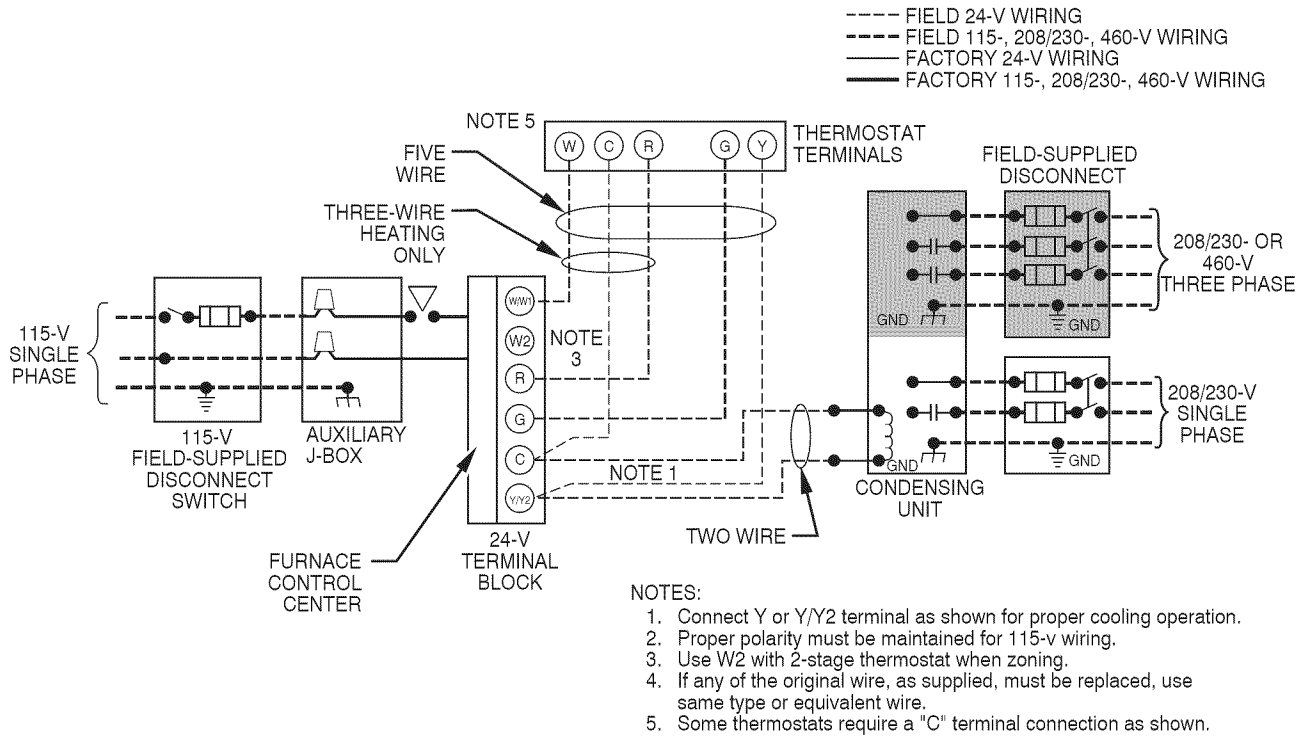 FIELD 24-V WIRING
FIELD 115-, 208/230-, 460-V WIRING
FACTORY 24-V WIRING
FACTORY 115-, 208/230-, 460-V WIRING
NOTE 5
W
C
R
G
Y
THERMOSTAT
TERMINALS
FIVE
WIRE
THREE-WIRE
HEATING
ONLY
FIELD-SUPPLIED
DISCONNECT
208/230- OR
460-V
THREE PHASE
GND
GND
115-V
SINGLE
PHASE
W/W1
W2
R
G
C
Y/Y2
NOTE
3
NOTE 1
208/230-V
SINGLE
PHASE
GND
GND
115-V
FIELD-SUPPLIED
DISCONNECT
SWITCH
AUXILIARY
J-BOX
CONDENSING
UNIT
TWO WIRE
FURNACE
CONTROL
CENTER
24-V
TERMINAL
BLOCK
NOTES:
1. Connect Y or Y/Y2 terminal as shown for proper cooling operation.
2. Proper polarity must be maintained for 115-v wiring.
3. Use W2 with 2-stage thermostat when zoning.
4. If any of the original wire, as supplied, must be replaced, use
same type or equivalent wire.
5. Some thermostats require a "C" terminal connection as shown.